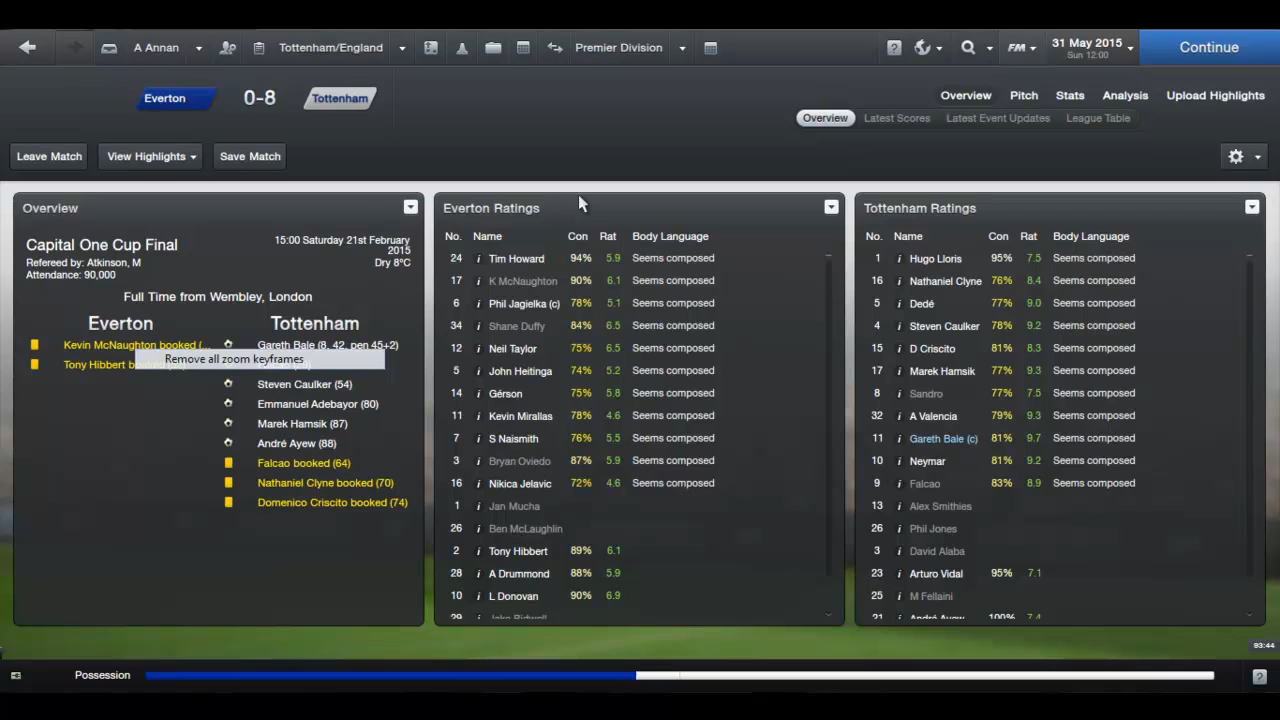 A Annan
Tottenham/England
Premier Division
?
FM
31 May 2015
Sun 12:00
Continue
Everton
0-8
Tottenham
Overview Pitch Stats Analysis Upload Highlights
Overview Latest Scores Latest Event Updates League Table
Leave Match
View Highlights
Save Match
Overview
Capital One Cup Final
15:00 Saturday 21st February
2015
Refereed by: Atkinson, M
Dry 8°C
Attendance: 90,000
Full Time from Wembley, London
Everton
Tottenham
Kevin McNaughton booked (...
Gareth Bale (8, 42, pen 45+2)
Remove all zoom keyframes
Tony Hibbert
Steven Caulker (54)
Emmanuel Adebayor (80)
Marek Hamsik (87)
André Ayew (88)
Falcao booked (64)
Nathaniel Clyne booked (70)
Domenico Criscito booked (74)
Everton Ratings
No. Name Con Rat Body Language
24 i Tim Howard 94% 5.9 Seems composed
17 i K McNaughton 90% 6.1 Seems composed
6 i Phil Jagielka (c) 78% 5.1 Seems composed
34 i Shane Duffy 84% 6.5 Seems composed
12 i Neil Taylor 75% 6.5 Seems composed
5 i John Heitinga 74% 5.2 Seems composed
14 i Gérson 75% 5.8 Seems composed
11 i Kevin Mirallas 78% 4.6 Seems composed
7 i S Naismith 76% 5.5 Seems composed
3 i Bryan Oviedo 87% 5.9 Seems composed
16 i Nikica Jelavic 72% 4.6 Seems composed
1 i Jan Mucha
26 i Ben McLaughlin
2 i Tony Hibbert 89% 6.1
28 i A Drummond 88% 5.9
10 i L Donovan 90% 6.9
29 i Jake Bidwell
Tottenham Ratings
No. Name Con Rat Body Language
1 i Hugo Lloris 95% 7.5 Seems composed
16 i Nathaniel Clyne 76% 8.4 Seems composed
5 i Dedé 77% 9.0 Seems composed
4 i Steven Caulker 78% 9.2 Seems composed
15 i D Criscito 81% 8.3 Seems composed
17 i Marek Hamsik 77% 9.3 Seems composed
8 i Sandro 77% 7.5 Seems composed
32 i A Valencia 79% 9.3 Seems composed
11 i Gareth Bale (c) 81% 9.7 Seems composed
10 i Neymar 81% 9.2 Seems composed
9 i Falcao 83% 8.9 Seems composed
13 i Alex Smithies
26 i Phil Jones
3 i David Alaba
23 i Arturo Vidal 95% 7.1
25 i M Fellaini
21 i André Ayew 100% 7.4
93:44
Possession
?